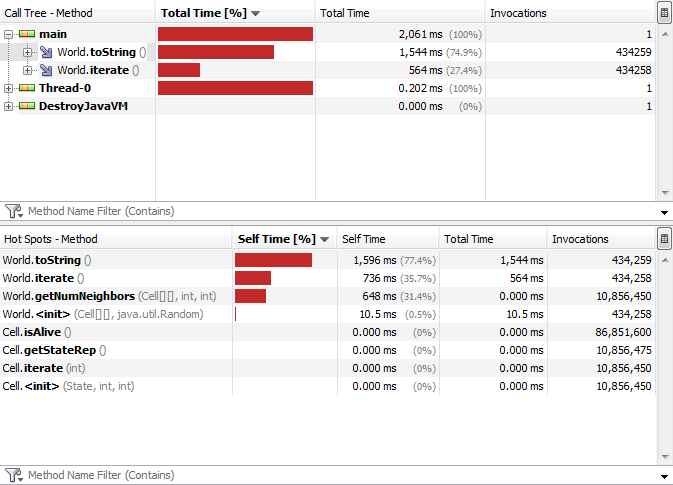 Call Tree - Method Total Time [%] Total Time Invocations
main 2,061 ms (100%) 1
World.toString () 1,544 ms (74.9%) 434259
World.iterate () 564 ms (27.4%) 434258
Thread-0 0.202 ms (100%) 1
DestroyJavaVM 0.000 ms (0%) 1
Method Name Filter (Contains)
Hot Spots - Method Self Time [%] Self Time Total Time Invocations
World.toString () 1,596 ms (77.4%) 1,544 ms 434,259
World.iterate () 736 ms (35.7%) 564 ms 434,258
World.getNumNeighbors (Cell[][], int, int) 648 ms (31.4%) 0.000 ms 10,856,450
World.<init> (Cell[][], java.util.Random) 10.5 ms (0.5%) 10.5 ms 434,258
Cell.isAlive () 0.000 ms (0%) 0.000 ms 86,851,600
Cell.getStateRep () 0.000 ms (0%) 0.000 ms 10,856,475
Cell.iterate (int) 0.000 ms (0%) 0.000 ms 10,856,450
Cell.<init> (State, int, int) 0.000 ms (0%) 0.000 ms 10,856,450
Method Name Filter (Contains)